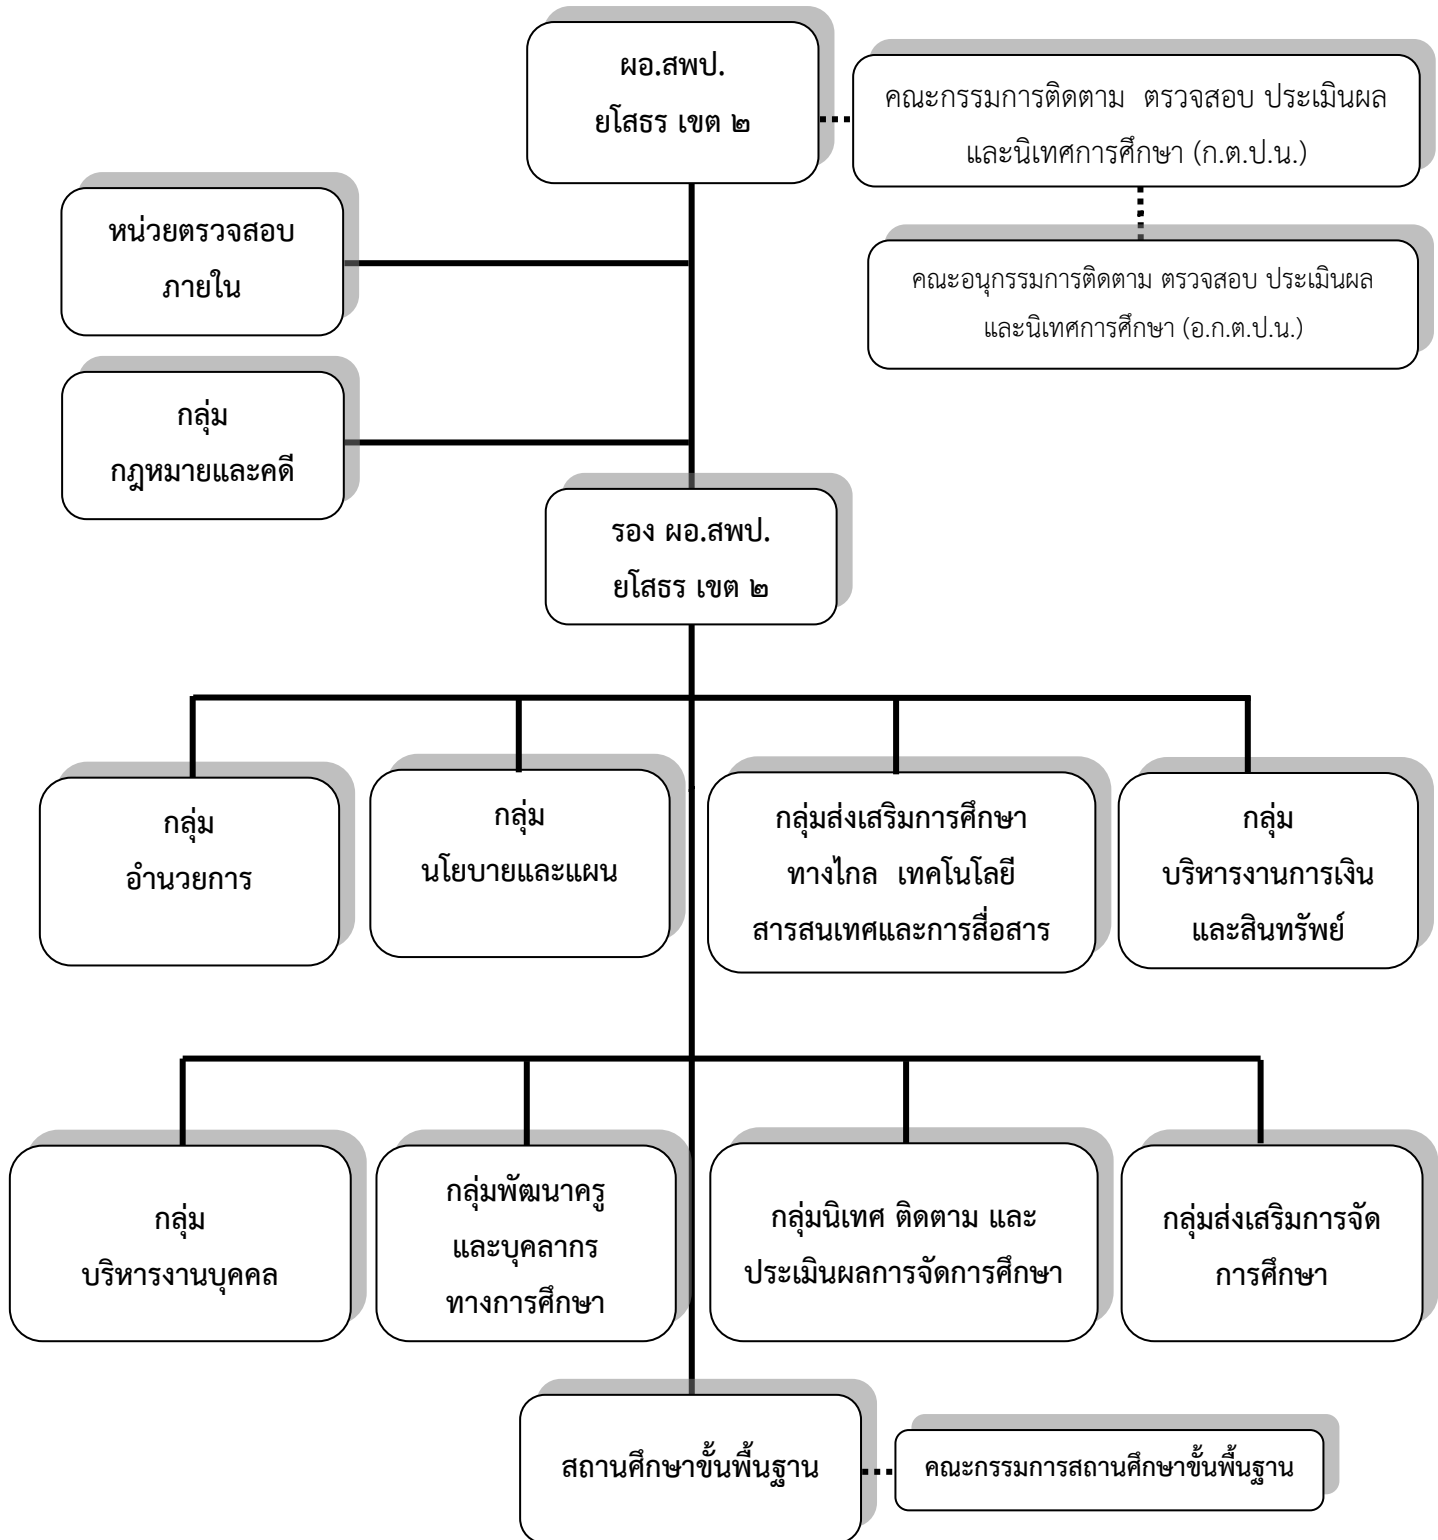 ผอ.สพป.
ยโสธร เขต ๒
คณะกรรมการติดตาม ตรวจสอบ ประเมินผล
และนิเทศการศึกษา (ก.ต.ป.น.)
หน่วยตรวจสอบ
ภายใน
คณะอนุกรรมการติดตาม ตรวจสอบ ประเมินผล
และนิเทศการศึกษา (อ.ก.ต.ป.น.)
กลุ่ม
กฎหมายและคดี
รอง ผอ.สพป.
ยโสธร เขต ๒
กลุ่ม
อำนวยการ
กลุ่ม
นโยบายและแผน
กลุ่มส่งเสริมการศึกษา
ทางไกล เทคโนโลยี
สารสนเทศและการสื่อสาร
กลุ่ม
บริหารงานการเงิน
และสินทรัพย์
กลุ่ม
บริหารงานบุคคล
กลุ่มพัฒนาครู
และบุคลากร
ทางการศึกษา
กลุ่มนิเทศ ติดตาม และ
ประเมินผลการจัดการศึกษา
กลุ่มส่งเสริมการจัด
การศึกษา
สถานศึกษาขั้นพื้นฐาน
คณะกรรมการสถานศึกษาขั้นพื้นฐาน